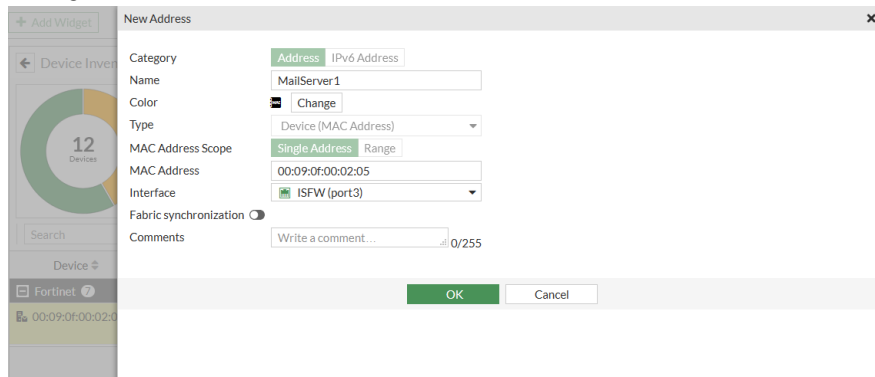 + Add Widget
New Address
Device Inven
12
Devices
Search
Device
Fortinet 7
00:09:0f:00:02:0
Category
Address IPv6 Address
Name
MailServer1
Color
MAC Change
Type
Device (MAC Address)
MAC Address Scope
Single Address Range
MAC Address
00:09:0f:00:02:05
Interface
ISFW (port3)
Fabric synchronization
Comments
Write a comment...
0/255
OK
Cancel